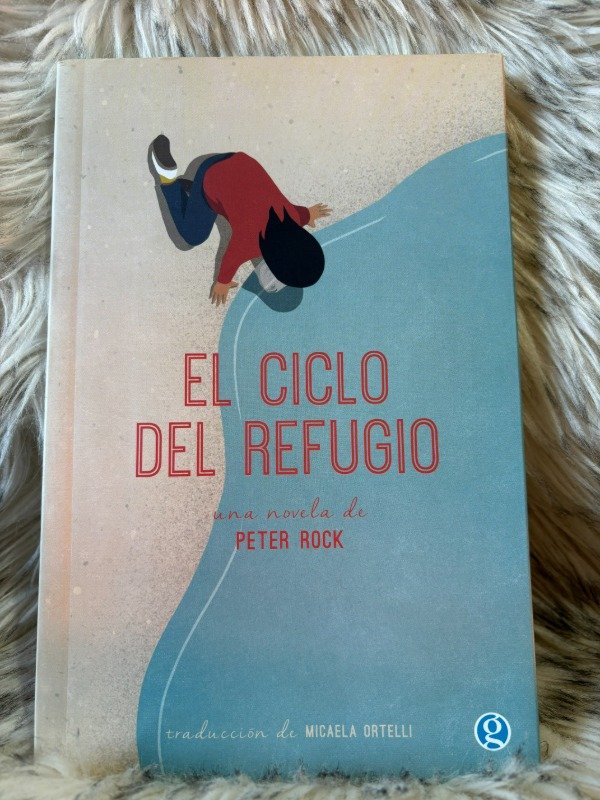 EL CICLO
DEL REFUGIO
una novela de
PETER ROCK
traducción de MICAELA ORTELLI
g